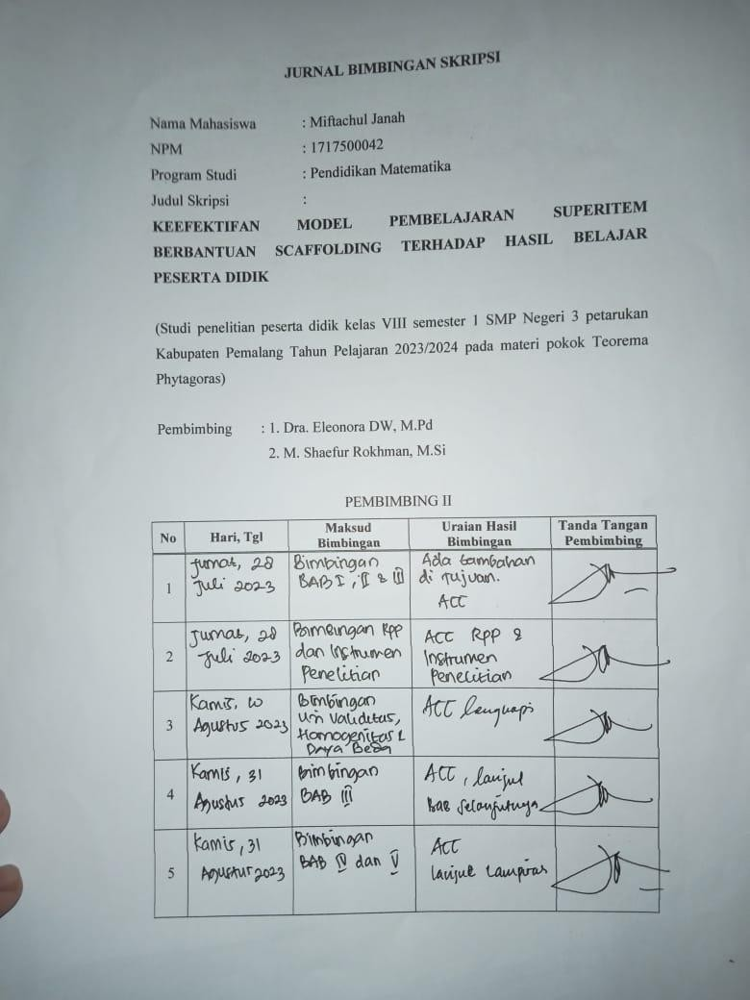 JURNAL BIMBINGAN SKRIPSI
Nama Mahasiswa : Miftachul Janah
NPM : 1717500042
Program Studi : Pendidikan Matematika
Judul Skripsi :
KEEFEKTIFAN MODEL PEMBELAJARAN SUPERITEM
BERBANTUAN SCAFFOLDING TERHADAP HASIL BELAJAR
PESERTA DIDIK
(Studi penelitian peserta didik kelas VIII semester 1 SMP Negeri 3 petarukan
Kabupaten Pemalang Tahun Pelajaran 2023/2024 pada materi pokok Teorema
Phytagoras)
Pembimbing : 1. Dra. Eleonora DW, M.Pd
2. M. Shaefur Rokhman, M.Si
PEMBIMBING II
No Hari, Tgl Maksud Bimbingan Uraian Hasil Bimbingan Tanda Tangan Pembimbing
1
Jumat, 28
Juli 2023
Bimbingan
BAB I, II & III
Ada tambahan
di Tujuan.
ACC
2
Jumat, 28
Juli 2023
Bimbingan RPP
dan Instrumen
Penelitian
ACC RPP &
Instrumen
Penelitian
3
Kamis, 10
Agustus 2023
Bimbingan
Uji Validitas,
Homogenitas &
Daya Beda
ACC lengkapi
4
Kamis, 31
Agustus 2023
Bimbingan
BAB III
ACC, lanjut
Bab Selanjutnya
5
Kamis, 31
Agustus 2023
Bimbingan
BAB IV dan V
ACC
lanjut Lampiran